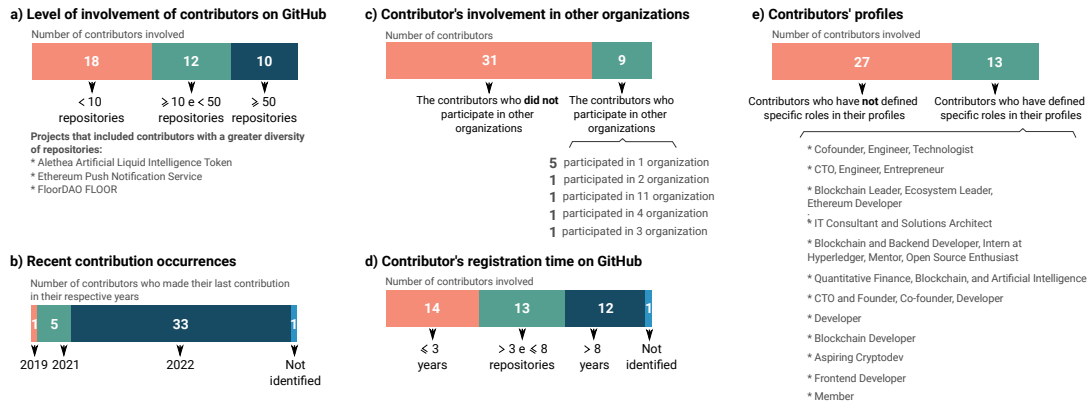 a) Level of involvement of contributors on GitHub
Number of contributors involved
18
12
10
< 10
repositories
⩾ 10 e < 50
repositories
⩾ 50
repositories
Projects that included contributors with a greater diversity
of repositories:
* Alethea Artificial Liquid Intelligence Token
* Ethereum Push Notification Service
* FloorDAO FLOOR
b) Recent contribution occurrences
Number of contributors who made their last contribution
in their respective years
1
5
33
1
2019
2021
2022
Not
identified
c) Contributor's involvement in other organizations
Number of contributors
31
9
The contributors who did not
participate in other
organizations
The contributors who
participate in other
organizations
5 participated in 1 organization
1 participated in 2 organization
1 participated in 11 organization
1 participated in 4 organization
1 participated in 3 organization
d) Contributor's registration time on GitHub
Number of contributors involved
14
13
12
1
⩽ 3
years
> 3 e ⩽ 8
repositories
> 8
years
Not
identified
e) Contributors' profiles
Number of contributors involved
27
13
Contributors who have not defined
specific roles in their profiles
Contributors who have defined
specific roles in their profiles
* Cofounder, Engineer, Technologist
* CTO, Engineer, Entrepreneur
* Blockchain Leader, Ecosystem Leader,
Ethereum Developer
* IT Consultant and Solutions Architect
* Blockchain and Backend Developer, Intern at
Hyperledger, Mentor, Open Source Enthusiast
* Quantitative Finance, Blockchain, and Artificial Intelligence
* CTO and Founder, Co-founder, Developer
* Developer
* Blockchain Developer
* Aspiring Cryptodev
* Frontend Developer
* Member